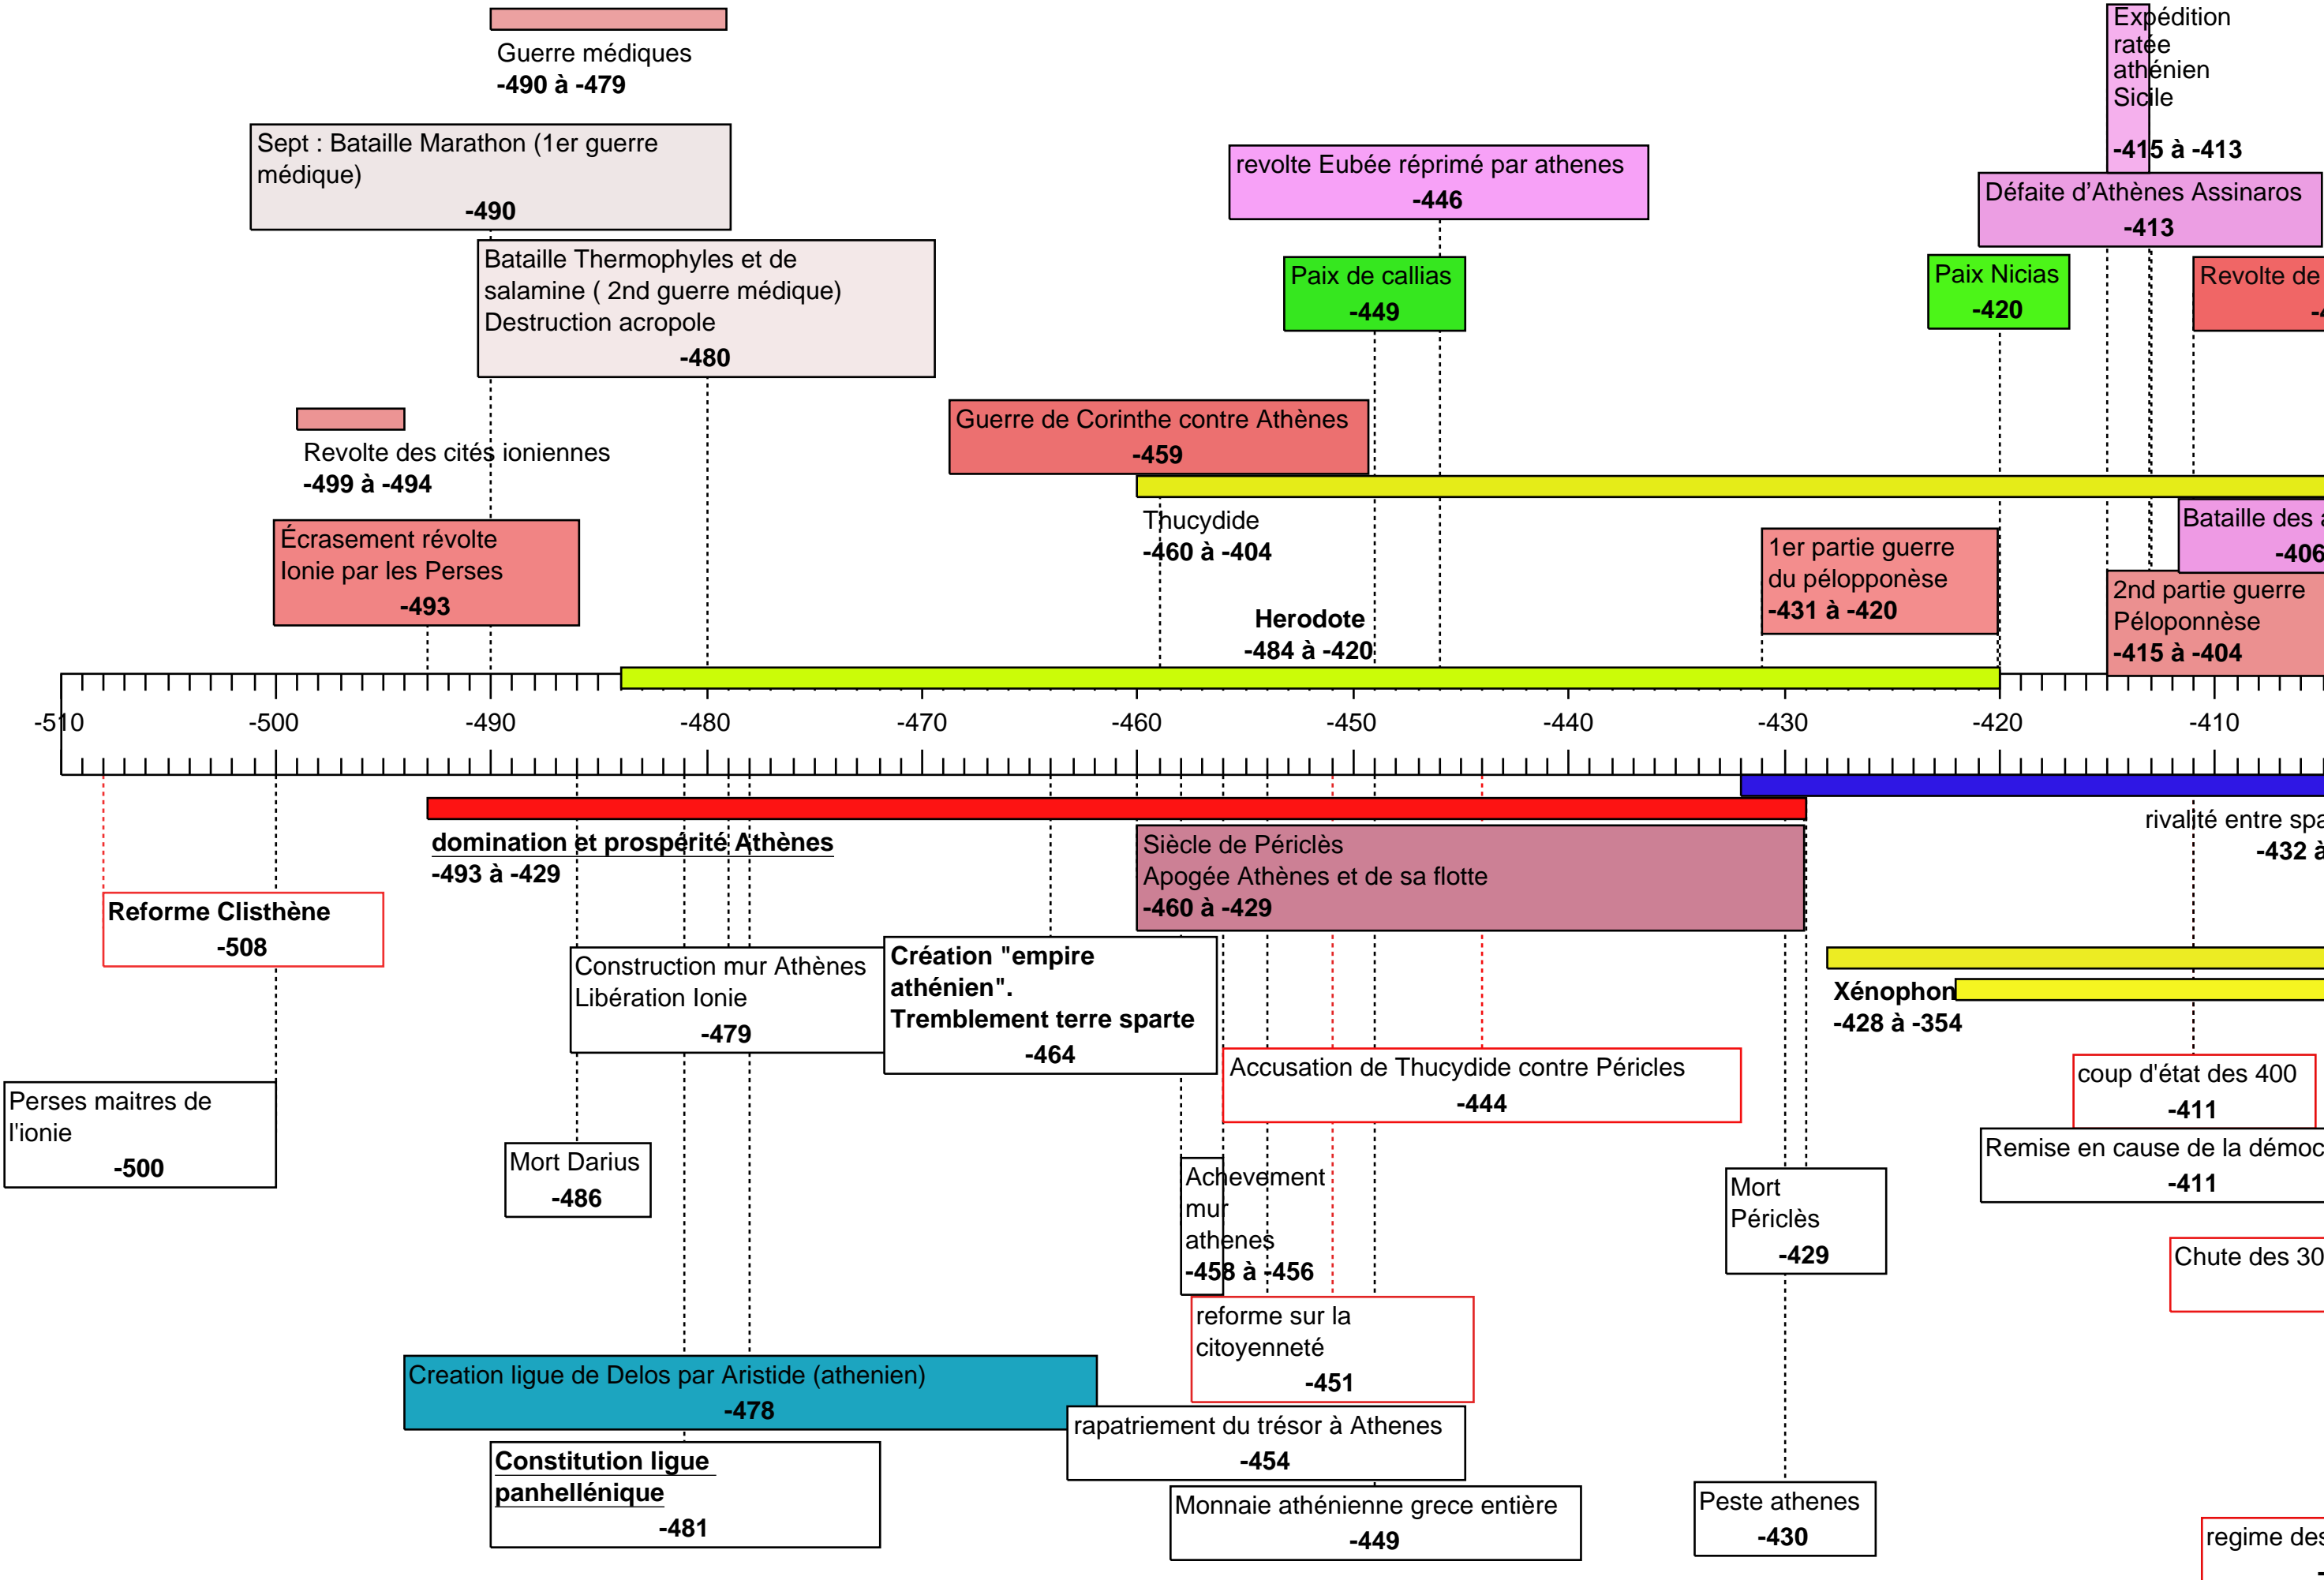 Guerre médiques
-490 à -479
Expédition
ratée
athénien
Sicile
-415 à -413
Sept : Bataille Marathon (1er guerre
médique)
-490
revolte Eubée réprimé par athenes
-446
Défaite d’Athènes Assinaros
-413
Bataille Thermophyles et de
salamine ( 2nd guerre médique)
Destruction acropole
-480
Paix de callias
-449
Paix Nicias
-420
Revolte de
Revolte des cités ioniennes
-499 à -494
Guerre de Corinthe contre Athènes
-459
Thucydide
-460 à -404
Écrasement révolte
Ionie par les Perses
-493
1er partie guerre
du pélopponèse
-431 à -420
Bataille des
-406
2nd partie guerre
Péloponnèse
-415 à -404
Herodote
-484 à -420
-510 -500 -490 -480 -470 -460 -450 -440 -430 -420 -410
domination et prospérité Athènes
-493 à -429
Siècle de Périclès
Apogée Athènes et de sa flotte
-460 à -429
rivalité entre
-432 à
Reforme Clisthène
-508
Construction mur Athènes
Libération Ionie
-479
Création "empire
athénien".
Tremblement terre sparte
-464
Xénophon
-428 à -354
Accusation de Thucydide contre Péricles
-444
coup d'état des 400
-411
Perses maitres de
l'ionie
-500
Remise en cause de la
-411
Mort Darius
-486
Achevement
mur
athenes
-458 à -456
Mort
Périclès
-429
Chute des 30
reforme sur la
citoyenneté
-451
Creation ligue de Delos par Aristide (athenien)
-478
rapatriement du trésor à Athenes
-454
Constitution ligue
panhellénique
-481
Monnaie athénienne grece entière
-449
Peste athenes
-430
regime des